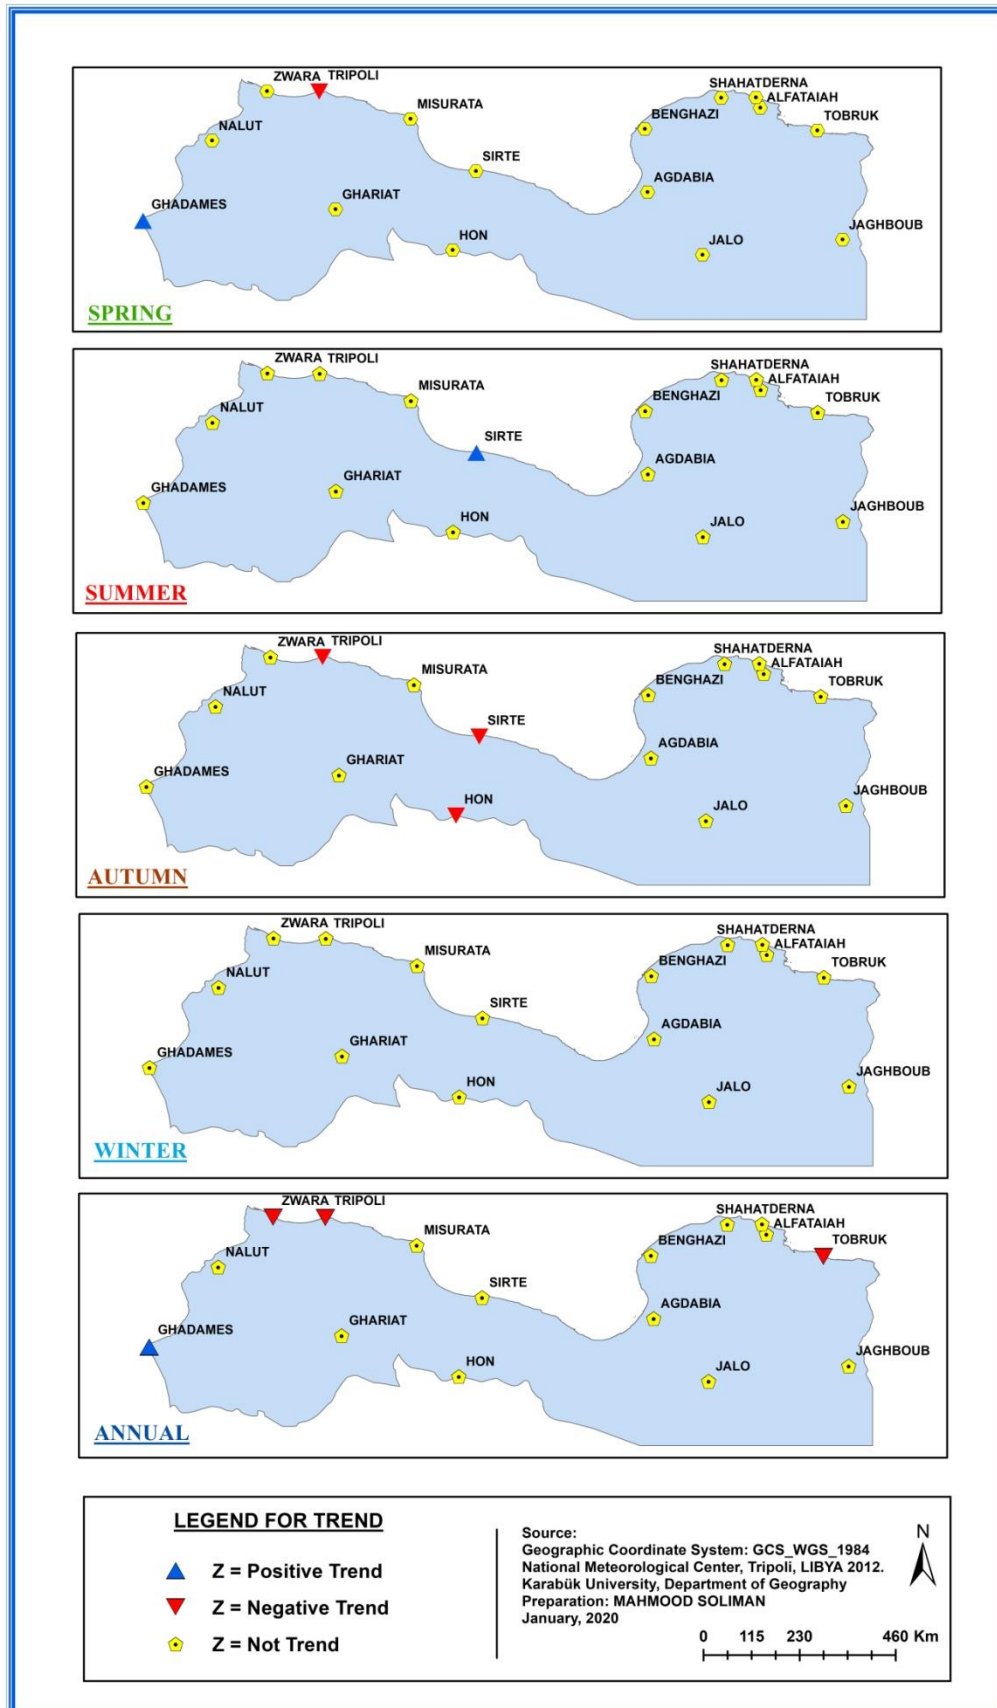 ZWARA TRIPOLI
SHAHATDERNA
ALFATAIAH
MISURATA
BENGHAZI
TOBRUK
NALUT
SIRTE
AGDABIA
GHADAMES
GHARIAT
JAGHBOUB
HON
JALO
SPRING
ZWARA TRIPOLI
SHAHATDERNA
ALFATAIAH
MISURATA
BENGHAZI
TOBRUK
NALUT
SIRTE
AGDABIA
GHADAMES
GHARIAT
JAGHBOUB
HON
JALO
SUMMER
ZWARA TRIPOLI
SHAHATDERNA
ALFATAIAH
MISURATA
BENGHAZI
TOBRUK
NALUT
SIRTE
AGDABIA
GHADAMES
GHARIAT
HON
JAGHBOUB
JALO
AUTUMN
ZWARA TRIPOLI
SHAHATDERNA
ALFATAIAH
MISURATA
BENGHAZI
TOBRUK
NALUT
SIRTE
AGDABIA
GHADAMES
GHARIAT
JAGHBOUB
HON
JALO
WINTER
ZWARA TRIPOLI
SHAHATDERNA
ALFATAIAH
MISURATA
BENGHAZI
TOBRUK
NALUT
SIRTE
AGDABIA
GHADAMES
GHARIAT
JAGHBOUB
HON
JALO
ANNUAL
LEGEND FOR TREND
Z = Positive Trend
Z = Negative Trend
Z = Not Trend
Source:
Geographic Coordinate System: GCS_WGS_1984
National Meteorological Center, Tripoli, LIBYA 2012.
Karabük University, Department of Geography
Preparation: MAHMOOD SOLIMAN
January, 2020
N
0 115 230 460 Km